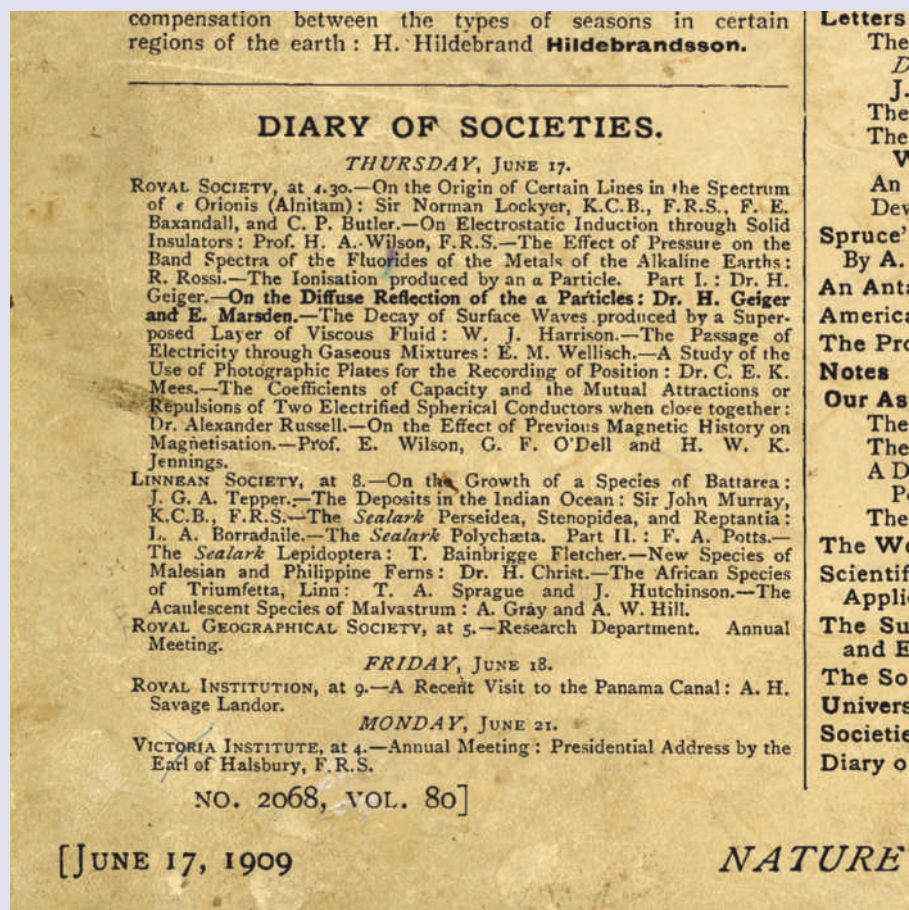 compensation between the types of seasons in certain
regions of the earth : H. Hildebrand Hildebrandsson.
DIARY OF SOCIETIES.
THURSDAY, JUNE 17.
ROYAL SOCIETY, at 4.30.—On the Origin of Certain Lines in the Spectrum
of ε Orionis (Alnitam) : Sir Norman Lockyer, K.C.B., F.R.S., F. E.
Baxandall, and C. P. Butler.—On Electrostatic Induction through Solid
Insulators : Prof. H. A. Wilson, F.R.S.—The Effect of Pressure on the
Band Spectra of the Fluorides of the Metals of the Alkaline Earths :
R. Rossi.—The Ionisation produced by an α Particle. Part I. : Dr. H.
Geiger.—On the Diffuse Reflection of the α Particles : Dr. H. Geiger
and E. Marsden.—The Decay of Surface Waves produced by a Super-
posed Layer of Viscous Fluid : W. J. Harrison.—The Passage of
Electricity through Gaseous Mixtures : E. M. Wellisch.—A Study of the
Use of Photographic Plates for the Recording of Position : Dr. C. E. K.
Mees.—The Coefficients of Capacity and the Mutual Attractions or
Repulsions of Two Electrified Spherical Conductors when close together :
Dr. Alexander Russell.—On the Effect of Previous Magnetic History on
Magnetisation.—Prof. E. Wilson, G. F. O'Dell and H. W. K.
Jennings.
LINNEAN SOCIETY, at 8.—On the Growth of a Species of Battarea :
J. G. A. Tepper.—The Deposits in the Indian Ocean : Sir John Murray,
K.C.B., F.R.S.—The Sealark Perseidea, Stenopidea, and Reptantia :
L. A. Borradaile.—The Sealark Polychæta. Part II. : F. A. Potts.—
The Sealark Lepidoptera : T. Bainbrigge Fletcher.—New Species of
Malesian and Philippine Ferns : Dr. H. Christ.—The African Species
of Triumfetta, Linn : T. A. Sprague and J. Hutchinson.—The
Acaulescent Species of Malvastrum : A. Gray and A. W. Hill.
ROYAL GEOGRAPHICAL SOCIETY, at 5.—Research Department. Annual
Meeting.
FRIDAY, JUNE 18.
ROYAL INSTITUTION, at 9.—A Recent Visit to the Panama Canal : A. H.
Savage Landor.
MONDAY, JUNE 21.
VICTORIA INSTITUTE, at 4.—Annual Meeting : Presidential Address by the
Earl of Halsbury, F.R.S.
NO. 2068, VOL. 80]
Letters
The
D
J.
The
The
W
An
Dev
Spruce'
By A.
An Anta
America
The Pro
Notes
Our As
The
The
A D
Po
The
The We
Scientif
Applic
The Su
and E
The So
Univers
Societie
Diary o
[JUNE 17, 1909
NATURE